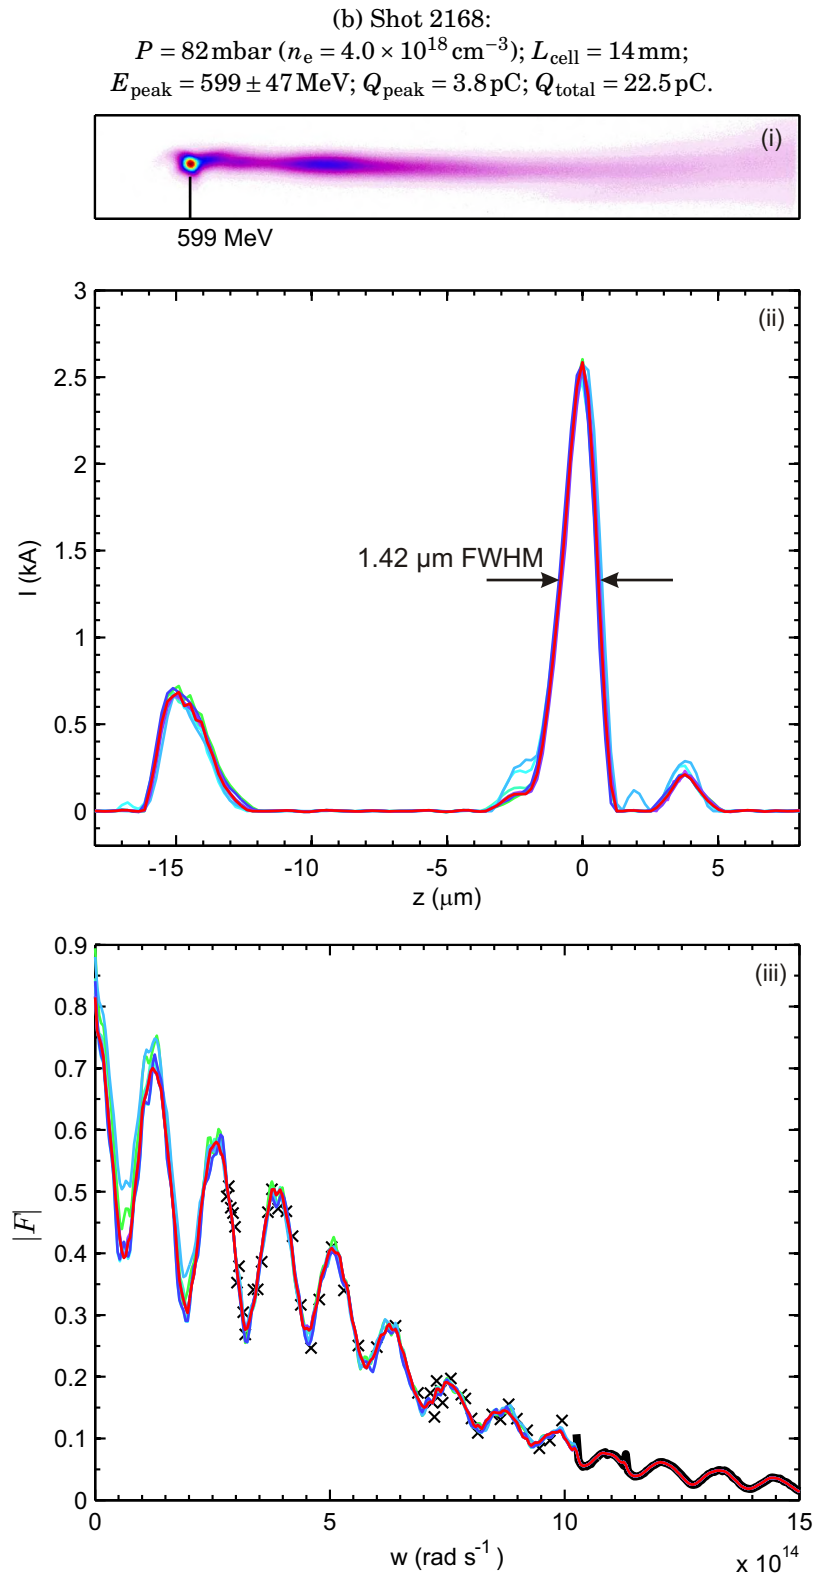 (b) Shot 2168:
P = 82 mbar (nₑ = 4.0 × 10¹⁸ cm⁻³); L_cell = 14 mm;
E_peak = 599 ± 47 MeV; Q_peak = 3.8 pC; Q_total = 22.5 pC.
(i)
599 MeV
3
(ii)
2.5
2
1.5
1.42 µm FWHM
I (kA)
1
0.5
0
-15 -10 -5 0 5
z (µm)
0.9
(iii)
0.8
0.7
0.6
0.5
|F|
0.4
0.3
0.2
0.1
0
0 5 10 15
w (rad s⁻¹)
x 10¹⁴